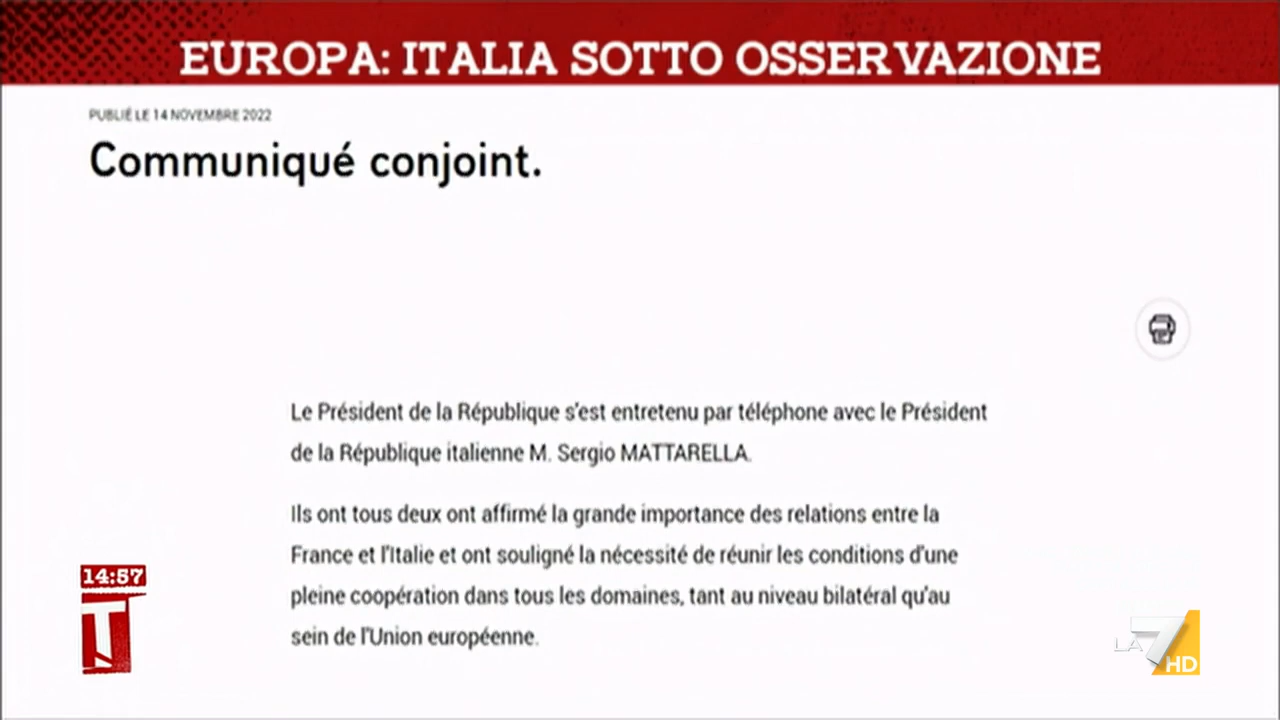 EUROPA: ITALIA SOTTO OSSERVAZIONE
PUBLIÉ LE 14 NOVEMBRE 2022
Communiqué conjoint.
Le Président de la République s'est entretenu par téléphone avec le Président
de la République italienne M. Sergio MATTARELLA.
Ils ont tous deux ont affirmé la grande importance des relations entre la
France et l'Italie et ont souligné la nécessité de réunir les conditions d'une
pleine coopération dans tous les domaines, tant au niveau bilatéral qu'au
sein de l'Union européenne.
14:57
T
LA 7 HD